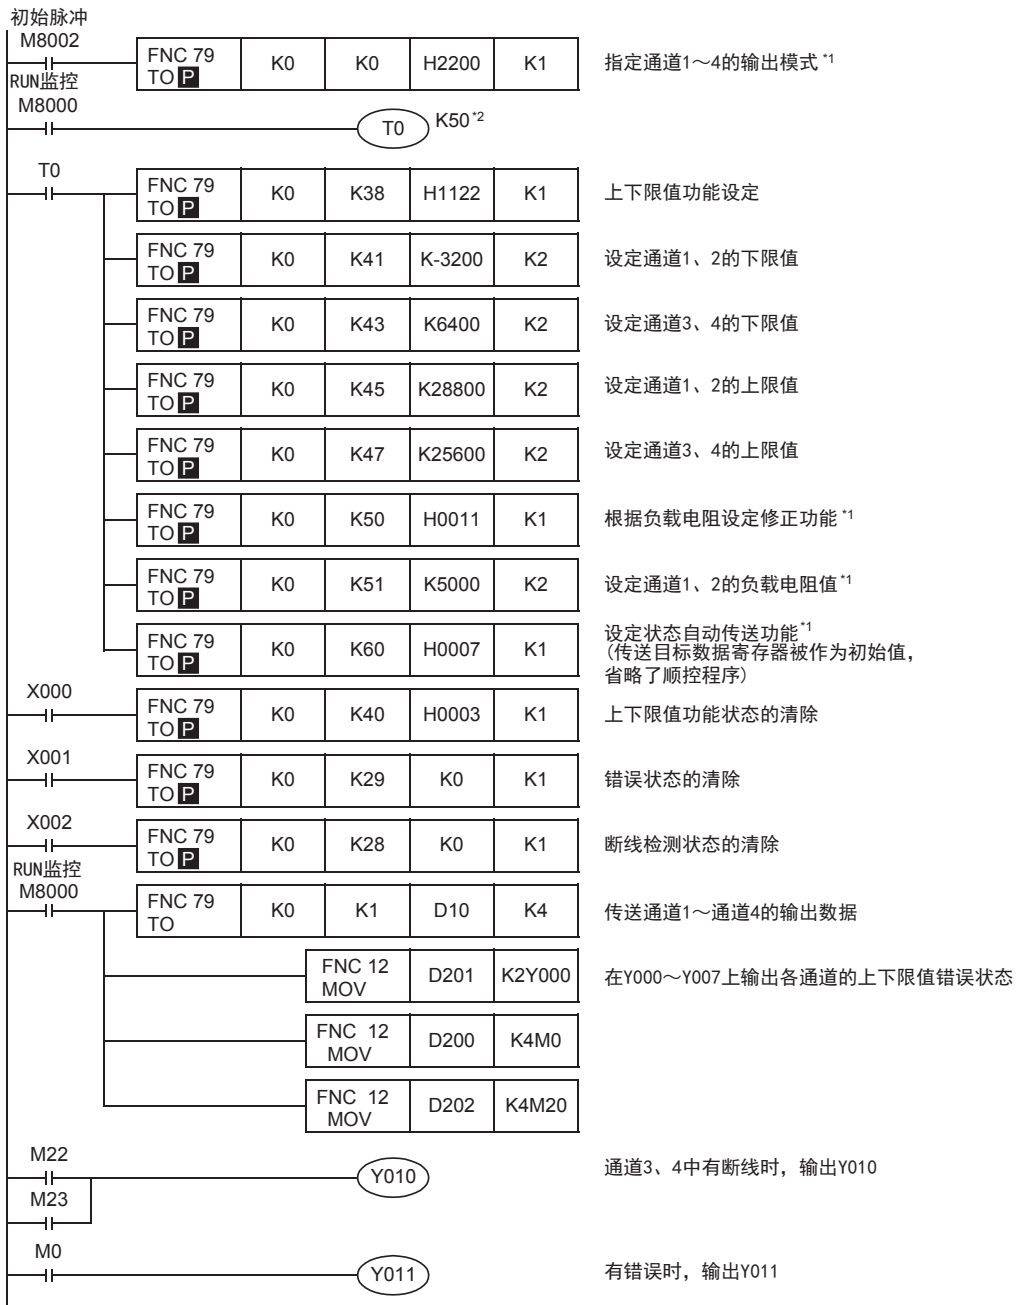 初始脉冲
M8002
FNC 79
TO P
K0
K0
H2200
K1
指定通道1～4的输出模式 *1
RUN监控
M8000
T0
K50 *2
T0
FNC 79
TO P
K0
K38
H1122
K1
上下限值功能设定
FNC 79
TO P
K0
K41
K-3200
K2
设定通道1、2的下限值
FNC 79
TO P
K0
K43
K6400
K2
设定通道3、4的下限值
FNC 79
TO P
K0
K45
K28800
K2
设定通道1、2的上限值
FNC 79
TO P
K0
K47
K25600
K2
设定通道3、4的上限值
FNC 79
TO P
K0
K50
H0011
K1
根据负载电阻设定修正功能 *1
FNC 79
TO P
K0
K51
K5000
K2
设定通道1、2的负载电阻值 *1
FNC 79
TO P
K0
K60
H0007
K1
设定状态自动传送功能 *1
(传送目标数据寄存器被作为初始值，
省略了顺控程序)
X000
FNC 79
TO P
K0
K40
H0003
K1
上下限值功能状态的清除
X001
FNC 79
TO P
K0
K29
K0
K1
错误状态的清除
X002
FNC 79
TO P
K0
K28
K0
K1
断线检测状态的清除
RUN监控
M8000
FNC 79
TO
K0
K1
D10
K4
传送通道1～通道4的输出数据
FNC 12
MOV
D201
K2Y000
在Y000～Y007上输出各通道的上下限值错误状态
FNC 12
MOV
D200
K4M0
FNC 12
MOV
D202
K4M20
M22
Y010
通道3、4中有断线时，输出Y010
M23
M0
Y011
有错误时，输出Y011